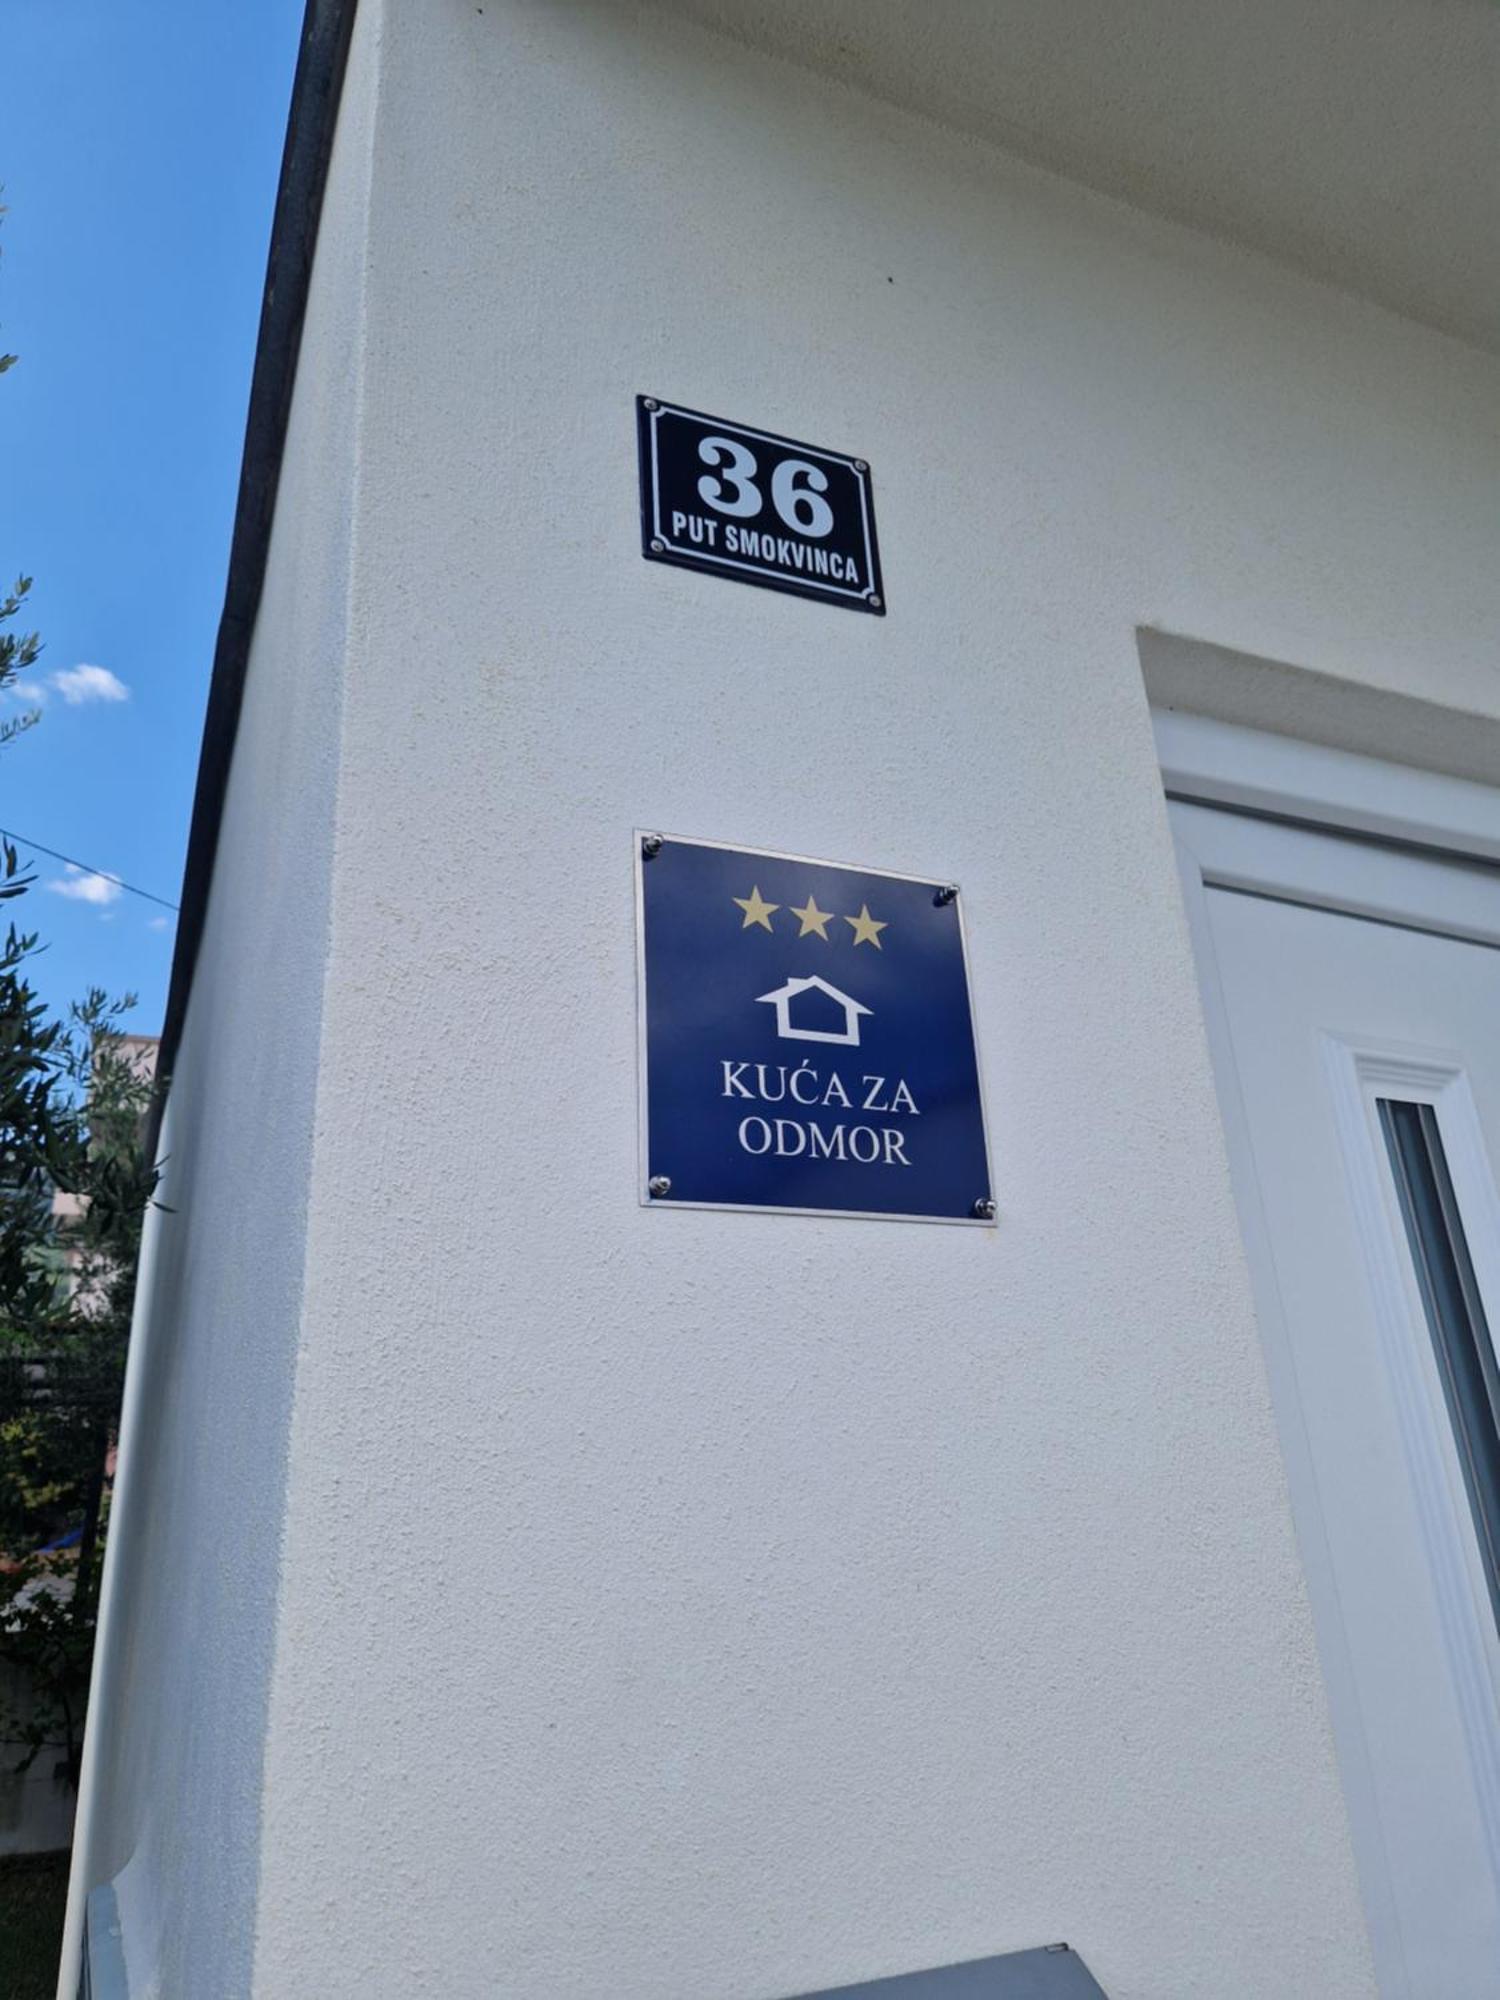 36
PUT SMOKVINCA
KUĆA ZA
ODMOR